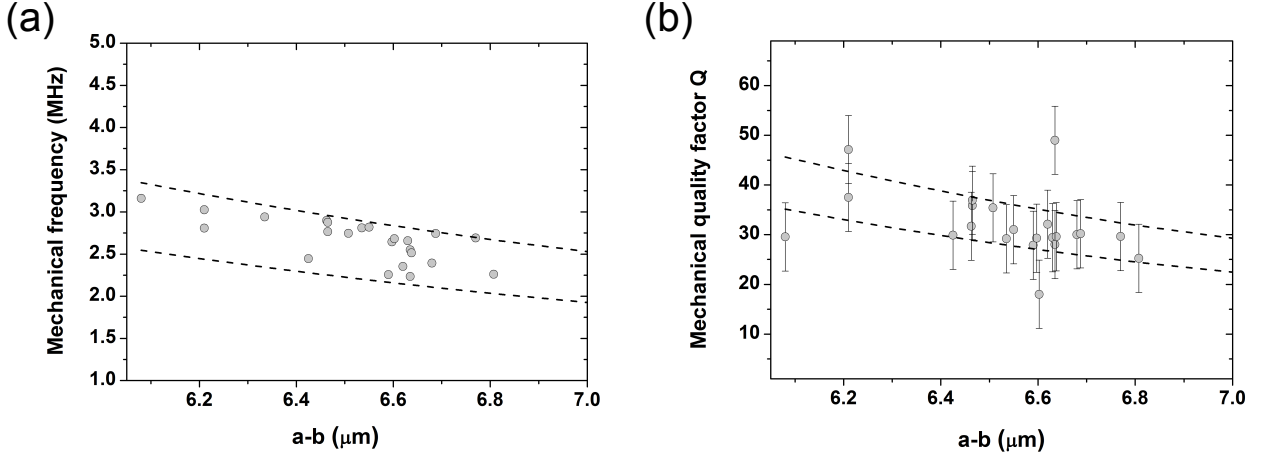 (a)
Mechanical frequency (MHz)
5.0
4.5
4.0
3.5
3.0
2.5
2.0
1.5
1.0
6.2 6.4 6.6 6.8 7.0
a-b (μm)
(b)
Mechanical quality factor Q
60
50
40
30
20
10
6.2 6.4 6.6 6.8 7.0
a-b (μm)